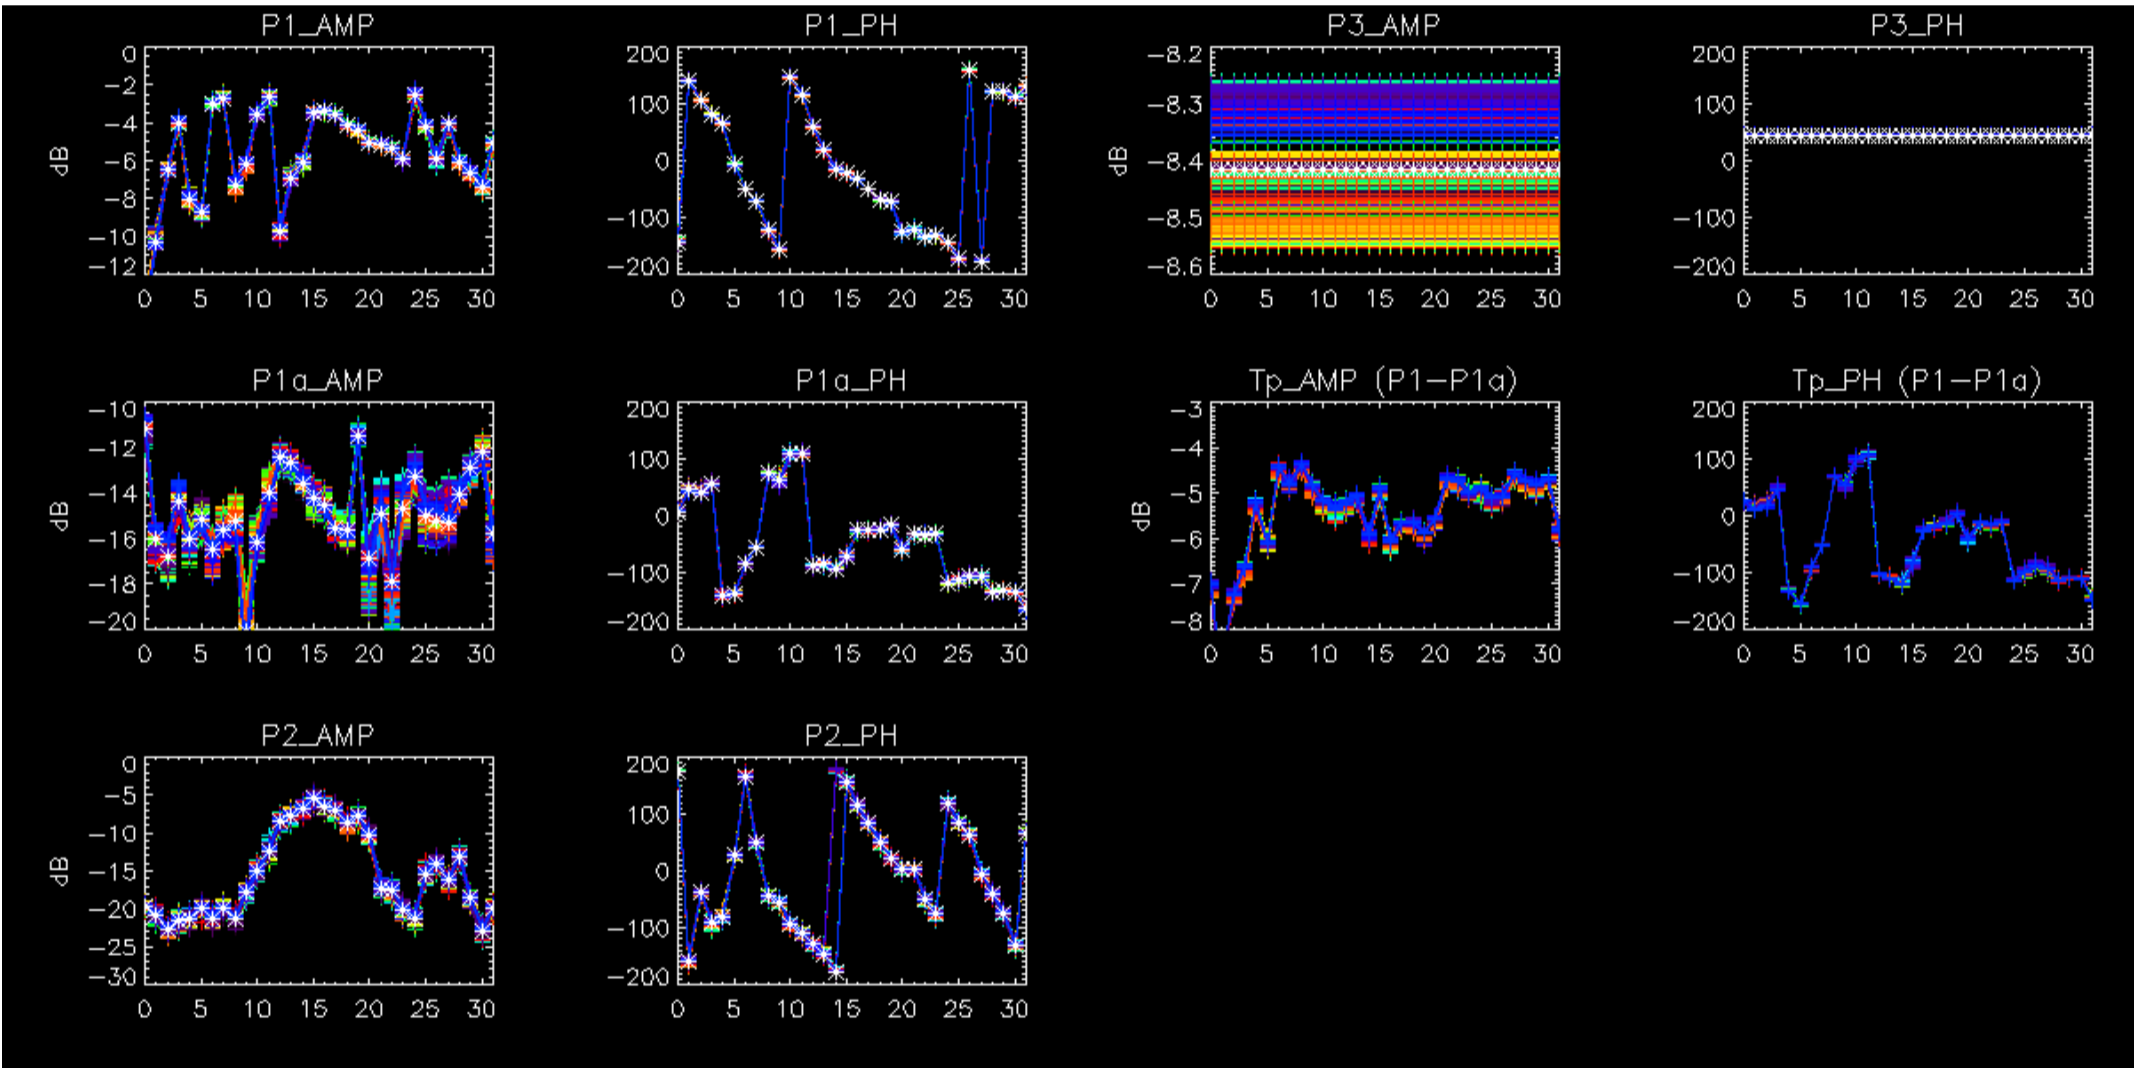 P1_AMP P1_PH P3_AMP P3_PH
0 200 -8.2 200
-2 100 -8.3 100
-4 0 -8.4 0
-6 -100 -8.5 -100
-8 -200 -8.6 -200
-10
-12
dB dB
0 5 10 15 20 25 30 0 5 10 15 20 25 30 0 5 10 15 20 25 30 0 5 10 15 20 25 30
P1a_AMP P1a_PH Tp_AMP (P1-P1a) Tp_PH (P1-P1a)
-10 200 -3 200
-12 100 -4 100
-14 0 -5 0
-16 -100 -6 -100
-18 -200 -7 -200
-20 -8
dB dB
0 5 10 15 20 25 30 0 5 10 15 20 25 30 0 5 10 15 20 25 30 0 5 10 15 20 25 30
P2_AMP P2_PH
0 200
-5 100
-10 0
-15 -100
-20 -200
-25
-30
dB
0 5 10 15 20 25 30 0 5 10 15 20 25 30